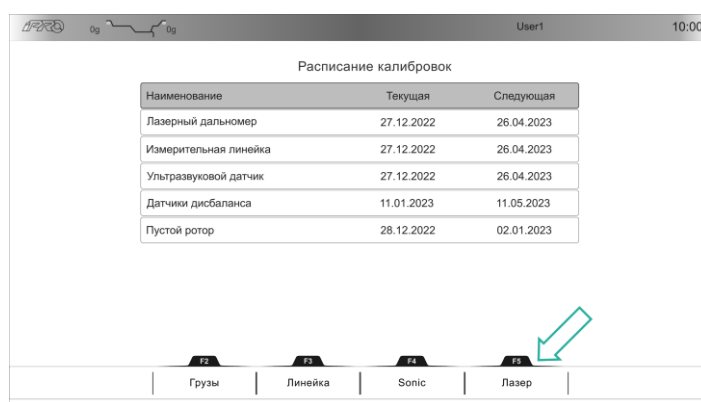 iPRO 0g 0g User1 10:00
Расписание калибровок
Наименование Текущая Следующая
Лазерный дальномер 27.12.2022 26.04.2023
Измерительная линейка 27.12.2022 26.04.2023
Ультразвуковой датчик 27.12.2022 26.04.2023
Датчики дисбаланса 11.01.2023 11.05.2023
Пустой ротор 28.12.2022 02.01.2023
F2 F3 F4 F5
Грузы Линейка Sonic Лазер